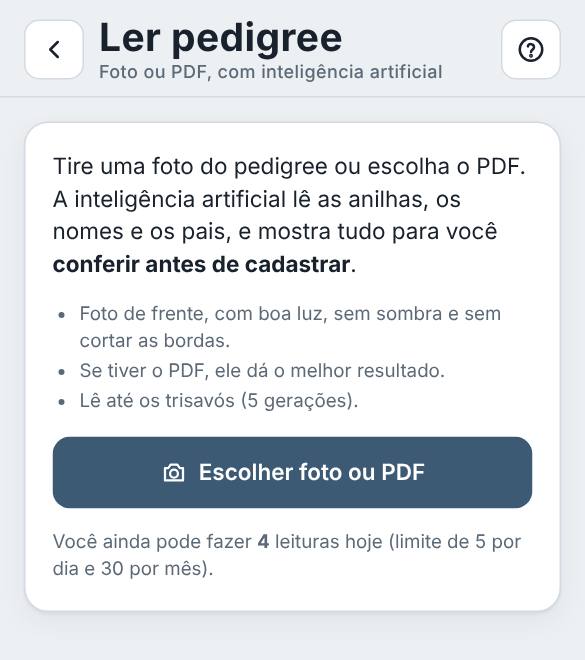 Ler pedigree
Foto ou PDF, com inteligência artificial
Tire uma foto do pedigree ou escolha o PDF.
A inteligência artificial lê as anilhas, os
nomes e os pais, e mostra tudo para você
conferir antes de cadastrar.
• Foto de frente, com boa luz, sem sombra e sem
cortar as bordas.
• Se tiver o PDF, ele dá o melhor resultado.
• Lê até os trisavós (5 gerações).
Escolher foto ou PDF
Você ainda pode fazer 4 leituras hoje (limite de 5 por
dia e 30 por mês).